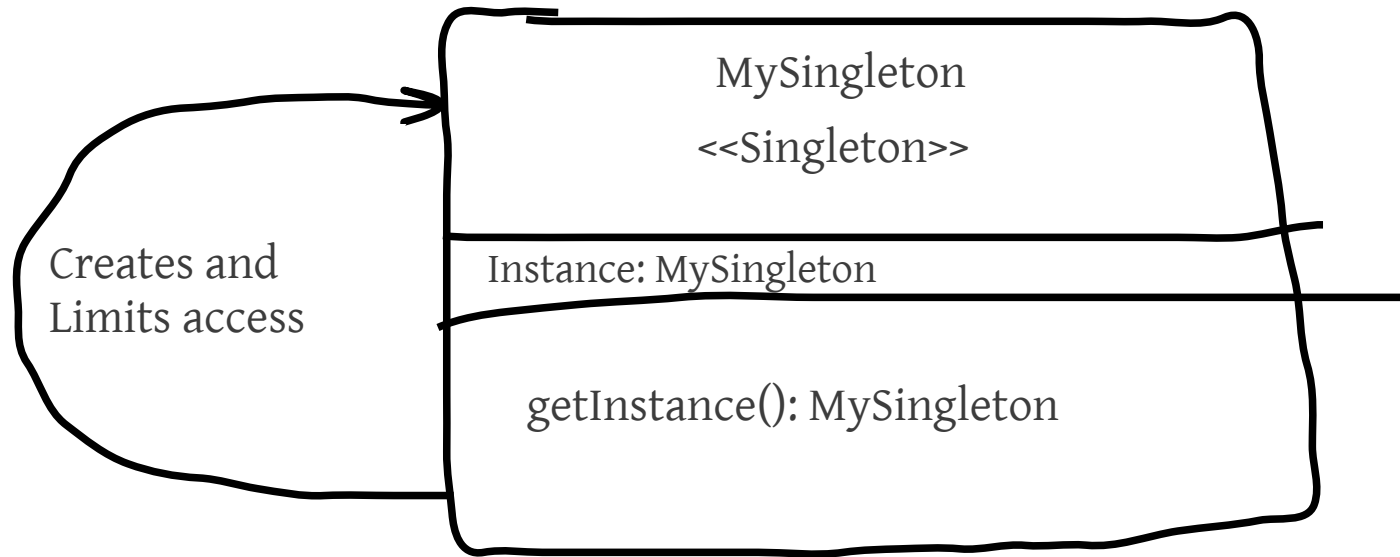 MySingleton
<<Singleton>>
Creates and
Limits access
Instance: MySingleton
getInstance(): MySingleton